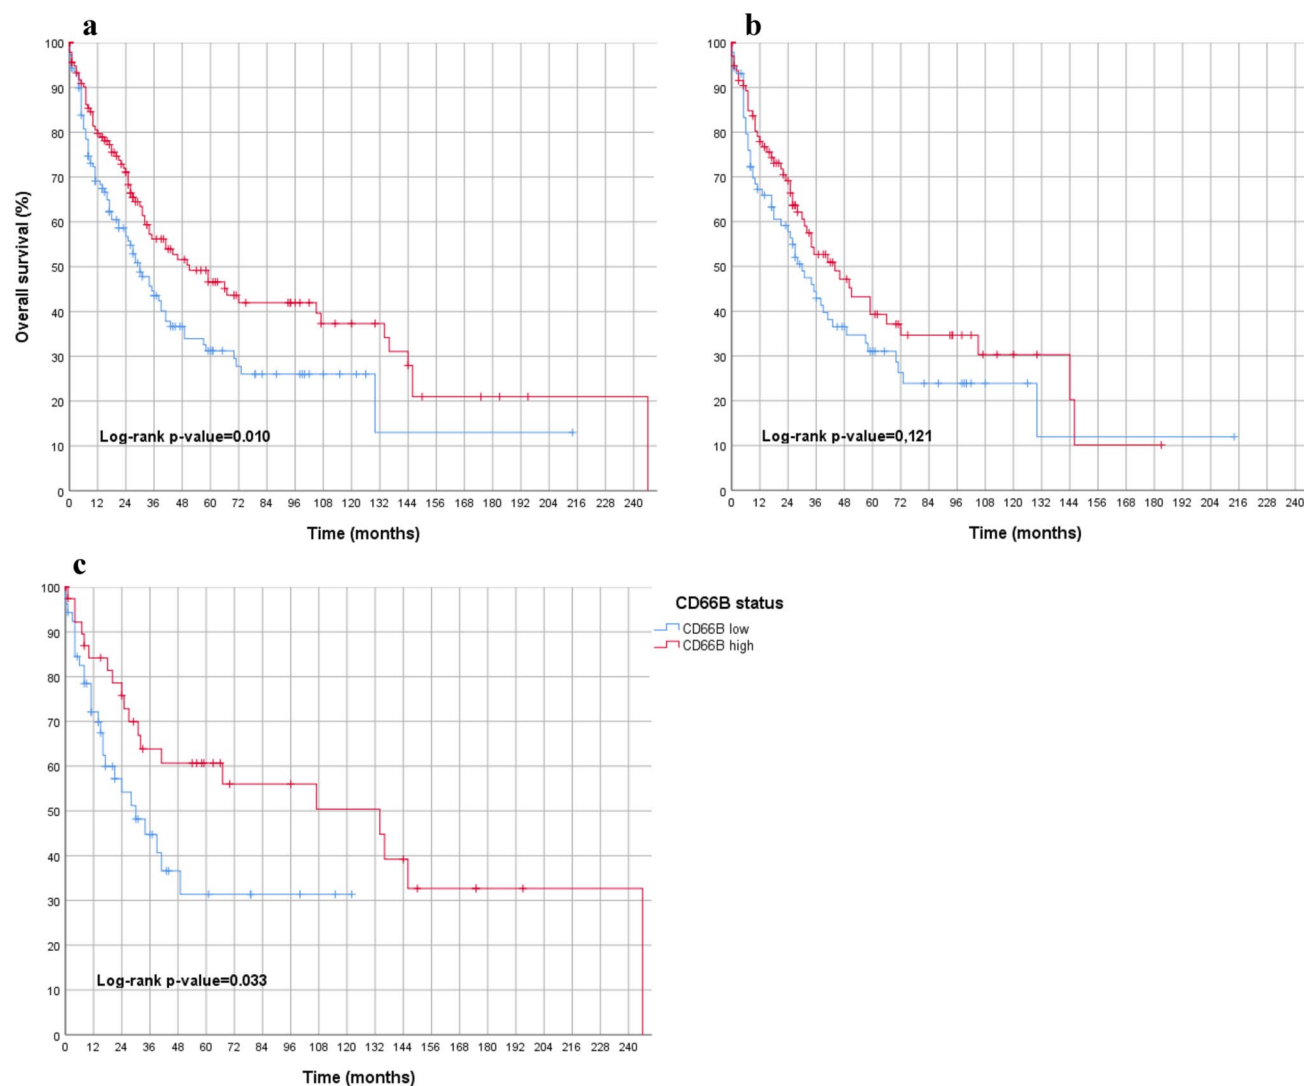 a
100
90
80
70
60
50
40
30
20
10
0
Overall survival (%)
Log-rank p-value=0.010
0 12 24 36 48 60 72 84 96 108 120 132 144 156 168 180 192 204 216 228 240
Time (months)
b
100
90
80
70
60
50
40
30
20
10
0
Log-rank p-value=0,121
0 12 24 36 48 60 72 84 96 108 120 132 144 156 168 180 192 204 216 228 240
Time (months)
c
100
90
80
70
60
50
40
30
20
10
0
Log-rank p-value=0.033
0 12 24 36 48 60 72 84 96 108 120 132 144 156 168 180 192 204 216 228 240
Time (months)
CD66B status
CD66B low
CD66B high